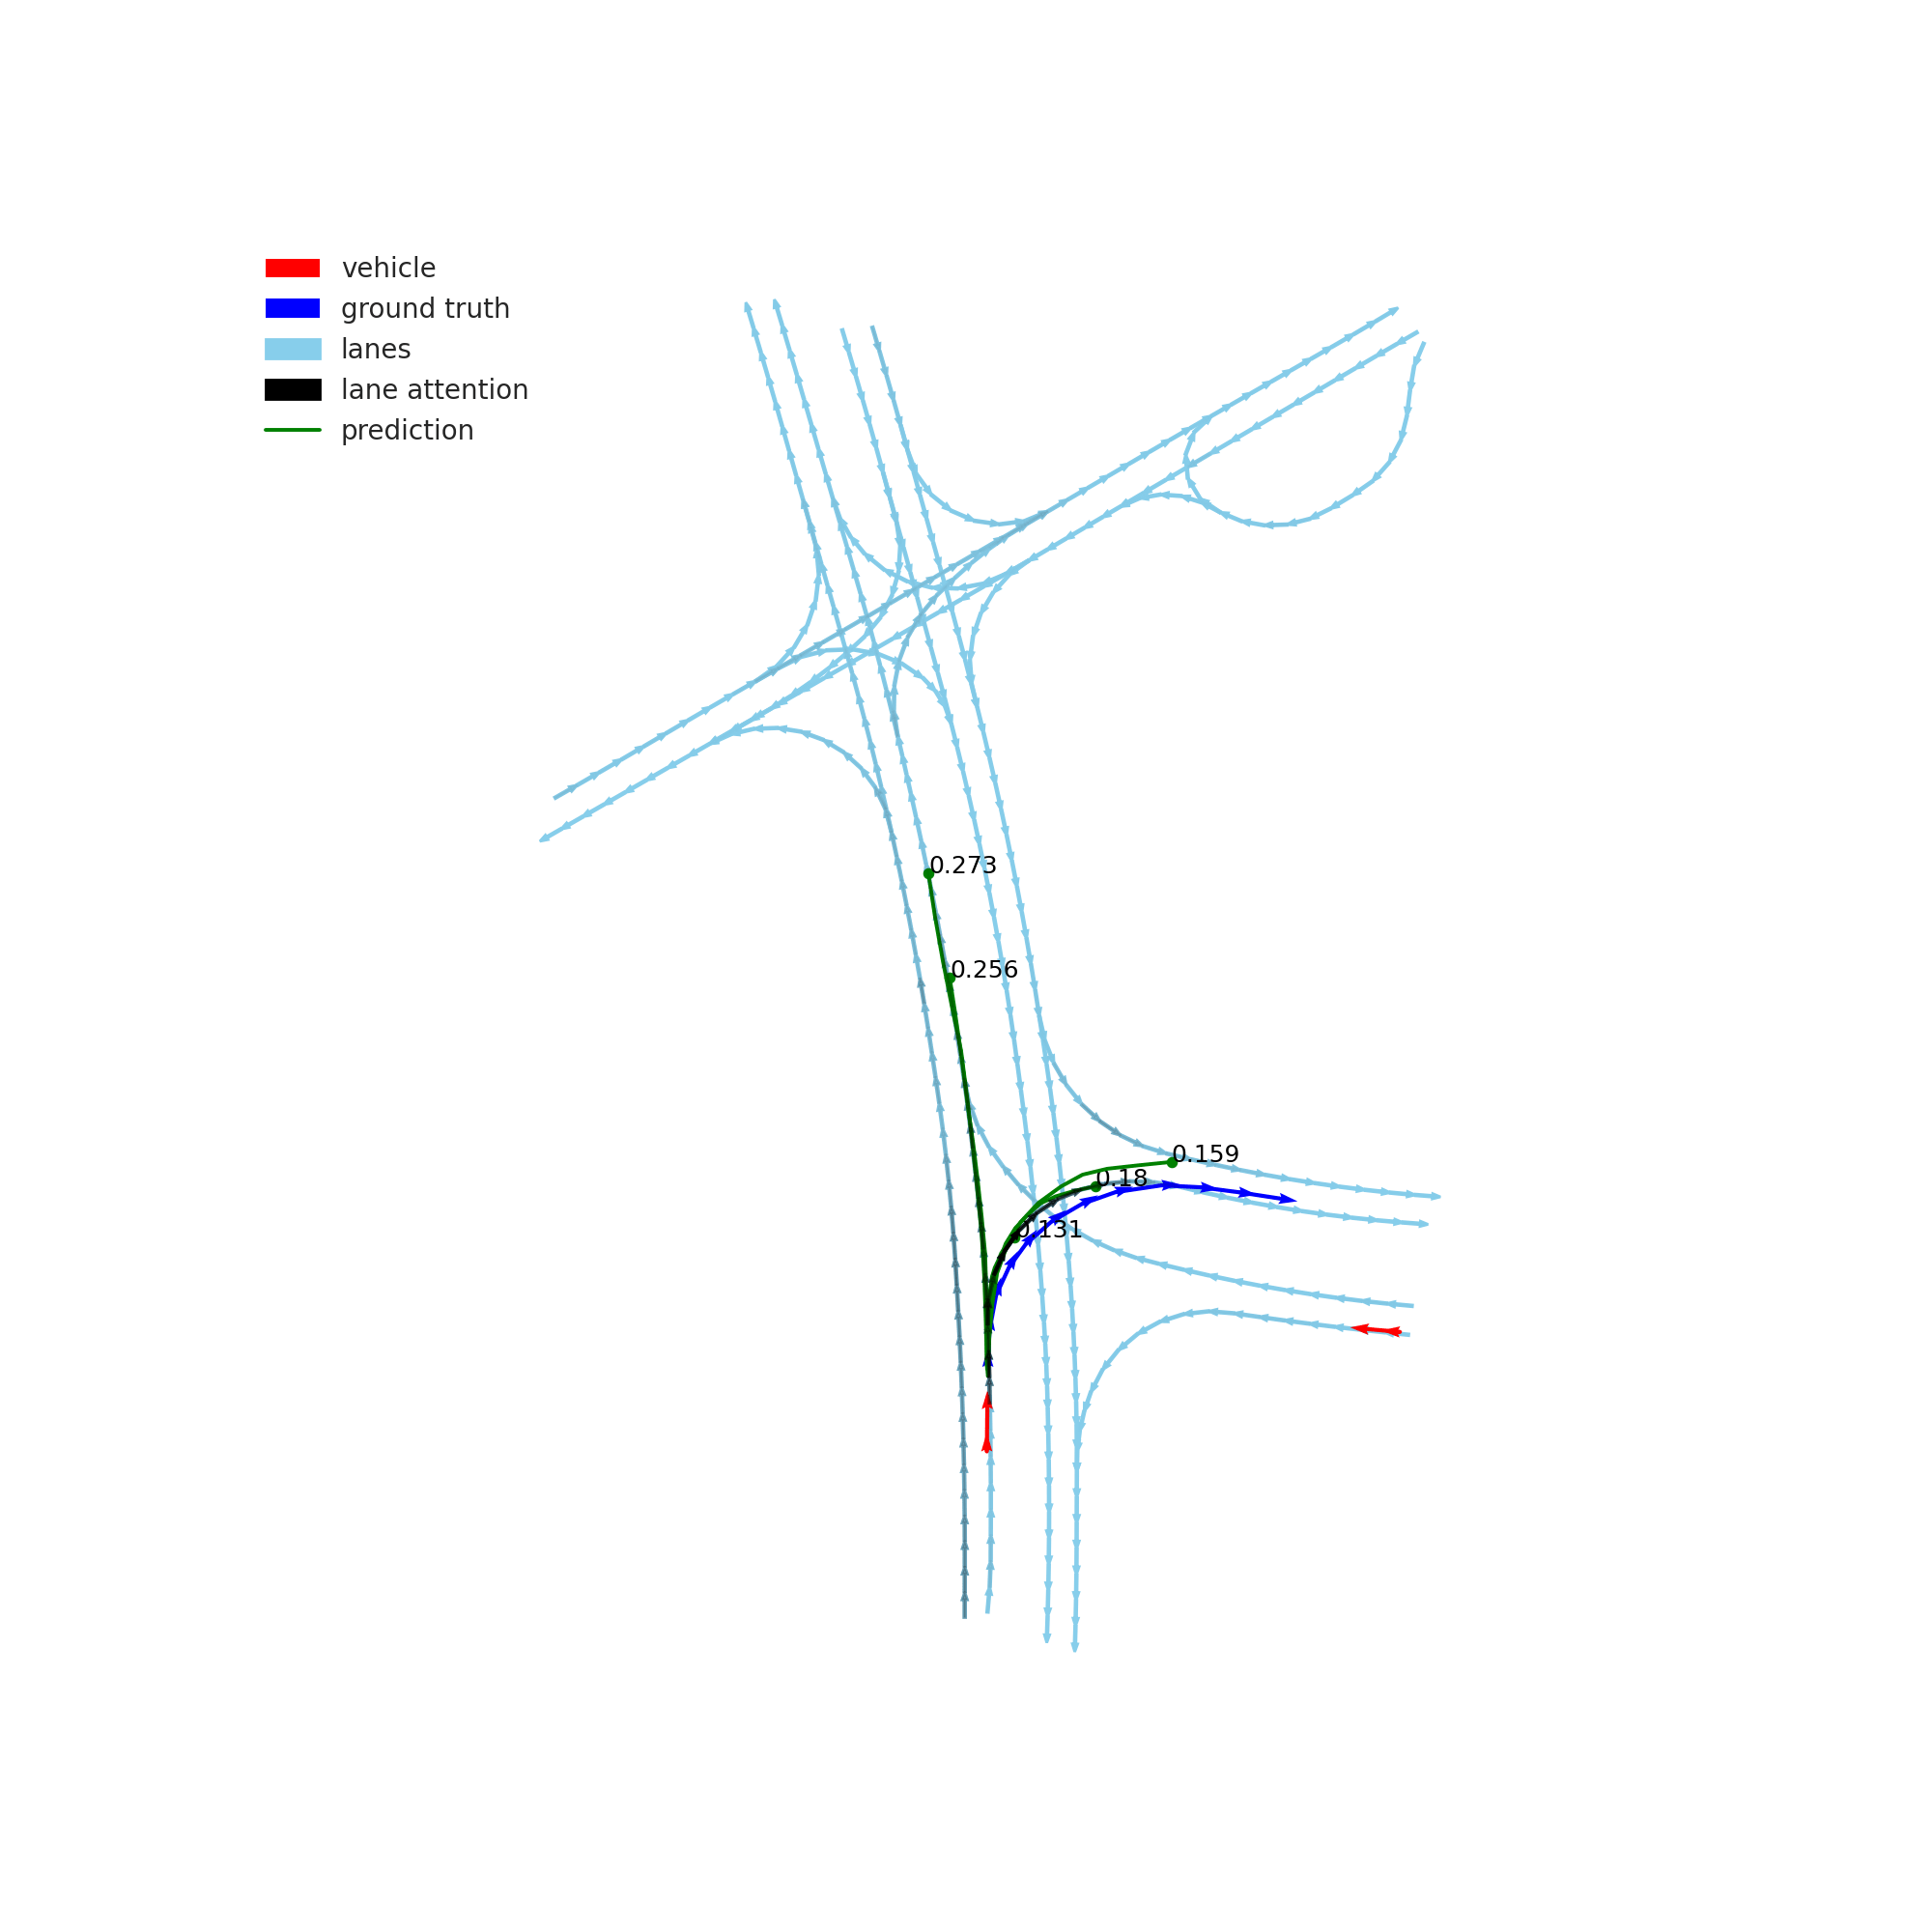 vehicle
ground truth
lanes
lane attention
prediction
0.273
0.256
0.159
0.18
0.131